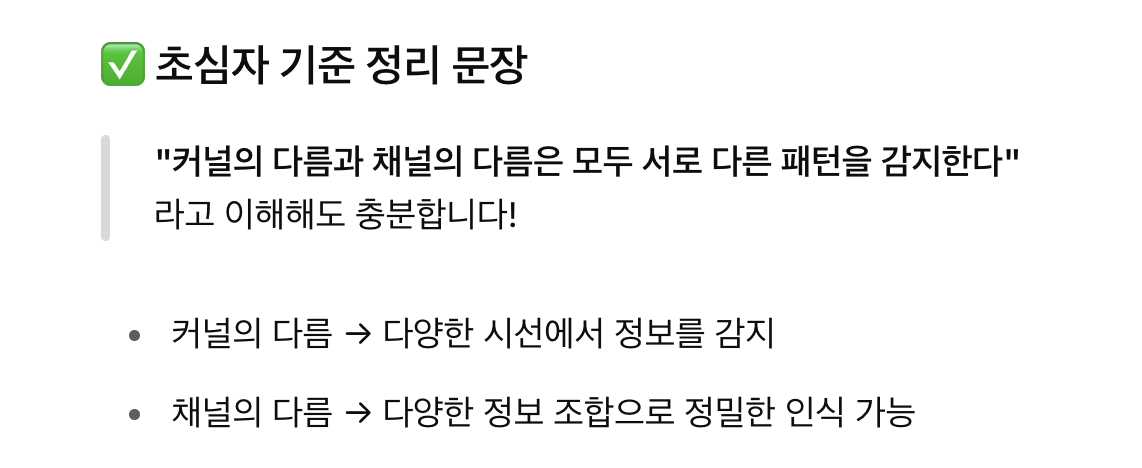 ✅ 초심자 기준 정리 문장
"커널의 다름과 채널의 다름은 모두 서로 다른 패턴을 감지한다"
라고 이해해도 충분합니다!
• 커널의 다름 → 다양한 시선에서 정보를 감지
• 채널의 다름 → 다양한 정보 조합으로 정밀한 인식 가능